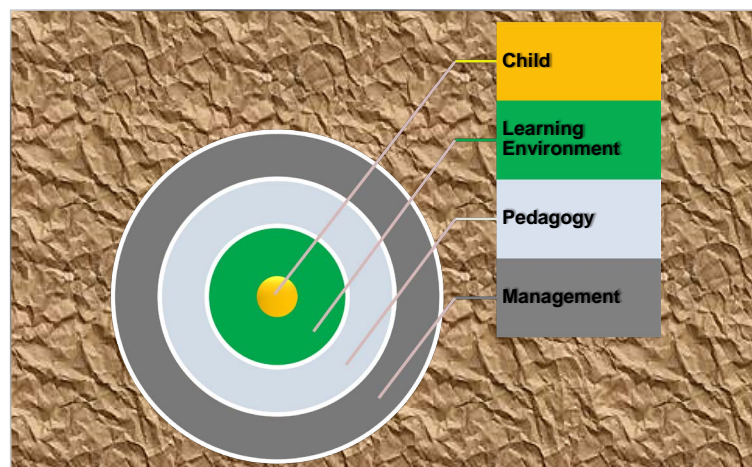 Child
Learning
Environment
Pedagogy
Management